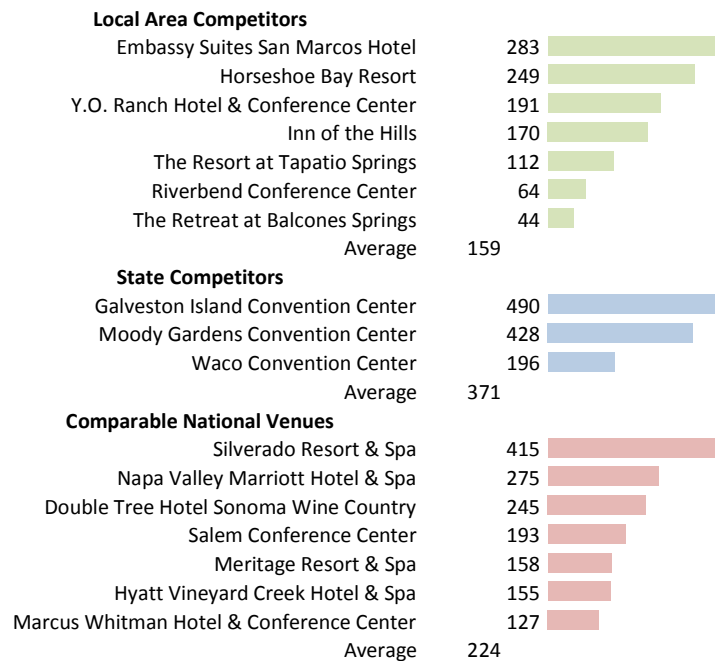 Local Area Competitors
Embassy Suites San Marcos Hotel 283
Horseshoe Bay Resort 249
Y.O. Ranch Hotel & Conference Center 191
Inn of the Hills 170
The Resort at Tapatio Springs 112
Riverbend Conference Center 64
The Retreat at Balcones Springs 44
Average 159
State Competitors
Galveston Island Convention Center 490
Moody Gardens Convention Center 428
Waco Convention Center 196
Average 371
Comparable National Venues
Silverado Resort & Spa 415
Napa Valley Marriott Hotel & Spa 275
Double Tree Hotel Sonoma Wine Country 245
Salem Conference Center 193
Meritage Resort & Spa 158
Hyatt Vineyard Creek Hotel & Spa 155
Marcus Whitman Hotel & Conference Center 127
Average 224